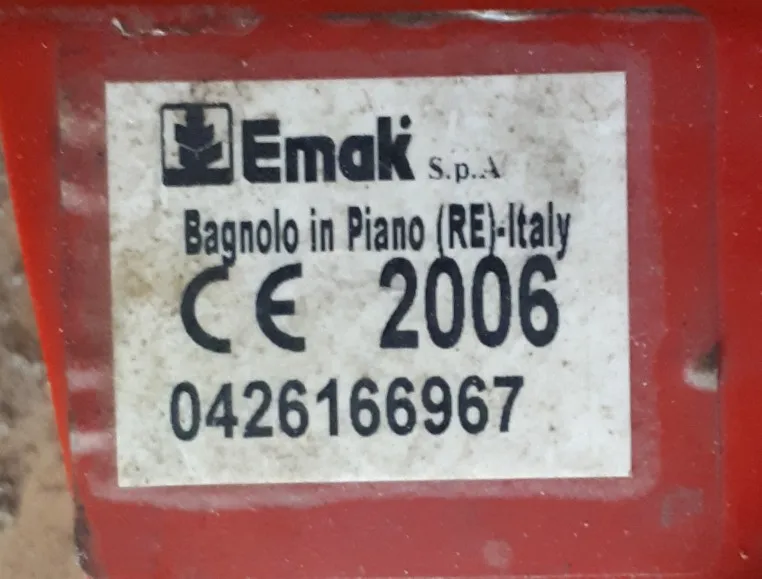 Emak S.p.A
Bagnolo in Piano (RE)-Italy
CE 2006
0426166967